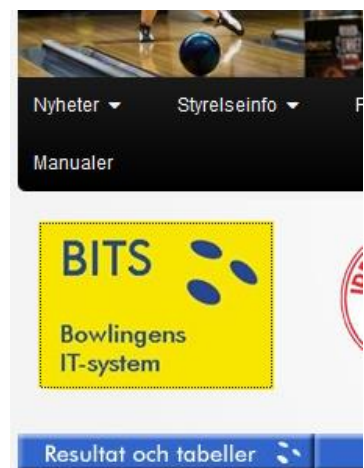 Nyheter Styrelseinfo
Manualer
BITS
Bowlingens
IT-system
Resultat och tabeller